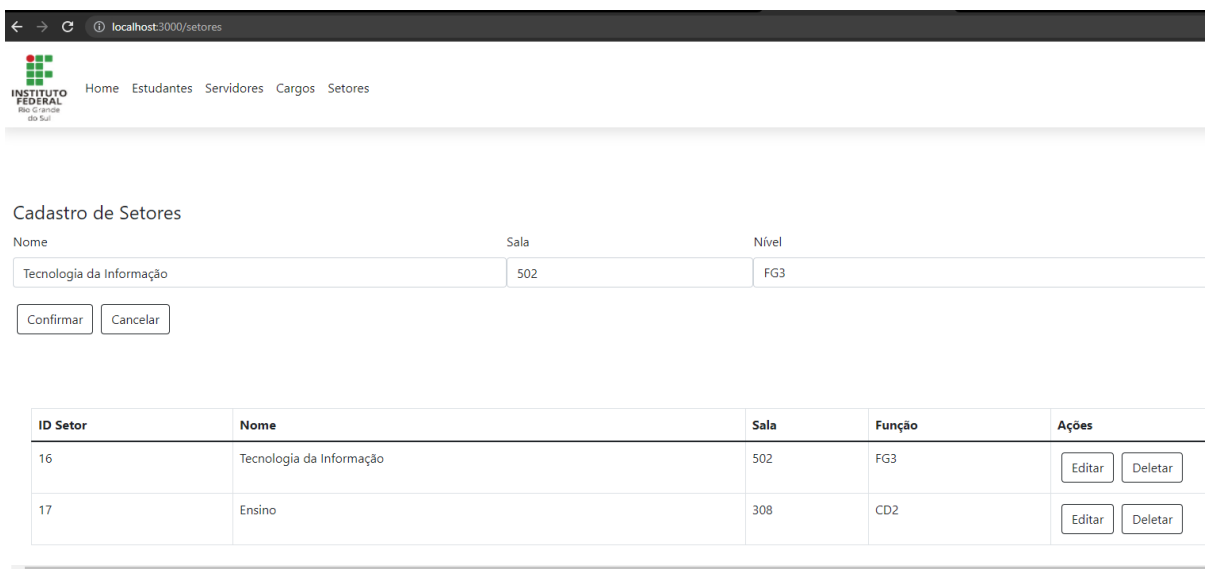 localhost:3000/setores
INSTITUTO
FEDERAL
Rio Grande
do Sul
Home Estudantes Servidores Cargos Setores
Cadastro de Setores
Nome Sala Nível
Tecnologia da Informação 502 FG3
Confirmar Cancelar
ID Setor Nome Sala Função Ações
16 Tecnologia da Informação 502 FG3 Editar Deletar
17 Ensino 308 CD2 Editar Deletar